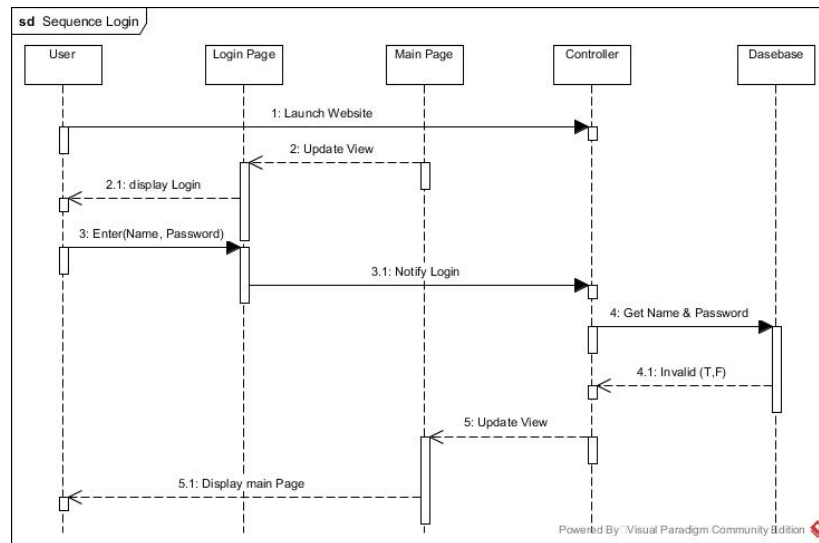 sd Sequence Login
User
Login Page
Main Page
Controller
Dasebase
1: Launch Website
2: Update View
2.1: display Login
3: Enter(Name, Password)
3.1: Notify Login
4: Get Name & Password
4.1: Invalid (T,F)
5: Update View
5.1: Display main Page
Powered By Visual Paradigm Community Edition